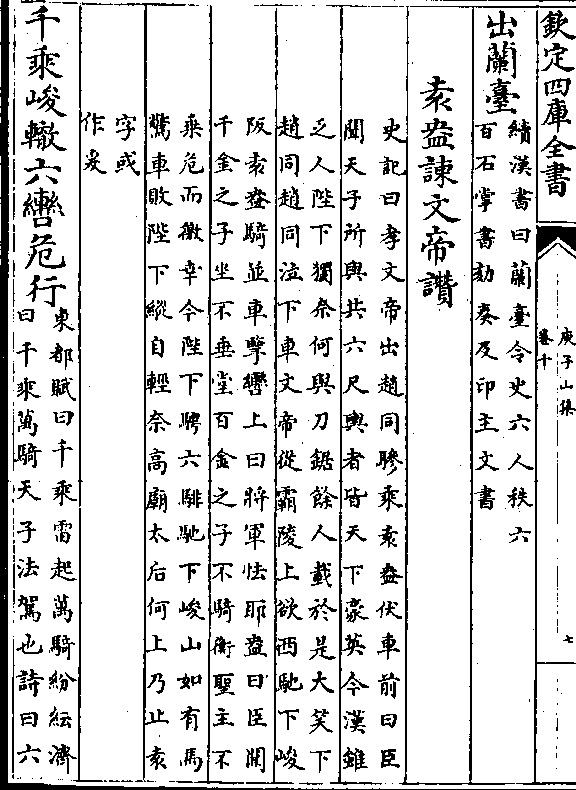 欽定四庫全書
庾子山集
卷十
七
出蘭臺
續漢書曰蘭臺令史六人秩六
百石掌書劾奏及印主文書
袁盎諫文帝讚
史記曰孝文帝出趙同驂乘袁盎伏車前曰臣
聞天子所與共六尺輿者皆天下豪英今漢雖
乏人陛下獨奈何與刀鋸餘人載於是大笑下
趙同趙同泣下車文帝從霸陵上欲西馳下峻
阪袁盎騎並車擥轡上曰將軍怯耶盎曰臣聞
千金之子坐不垂堂百金之子不騎衡聖主不
乘危而徼幸今陛下騁六騑馳下峻山如有馬
驚車敗陛下縱自輕奈高廟太后何上乃止袁
字或
作爰
千乘峻轍六轡危行
東都賦曰千乘雷起萬騎紛紜濟
曰千乘萬騎天子法駕也詩曰六